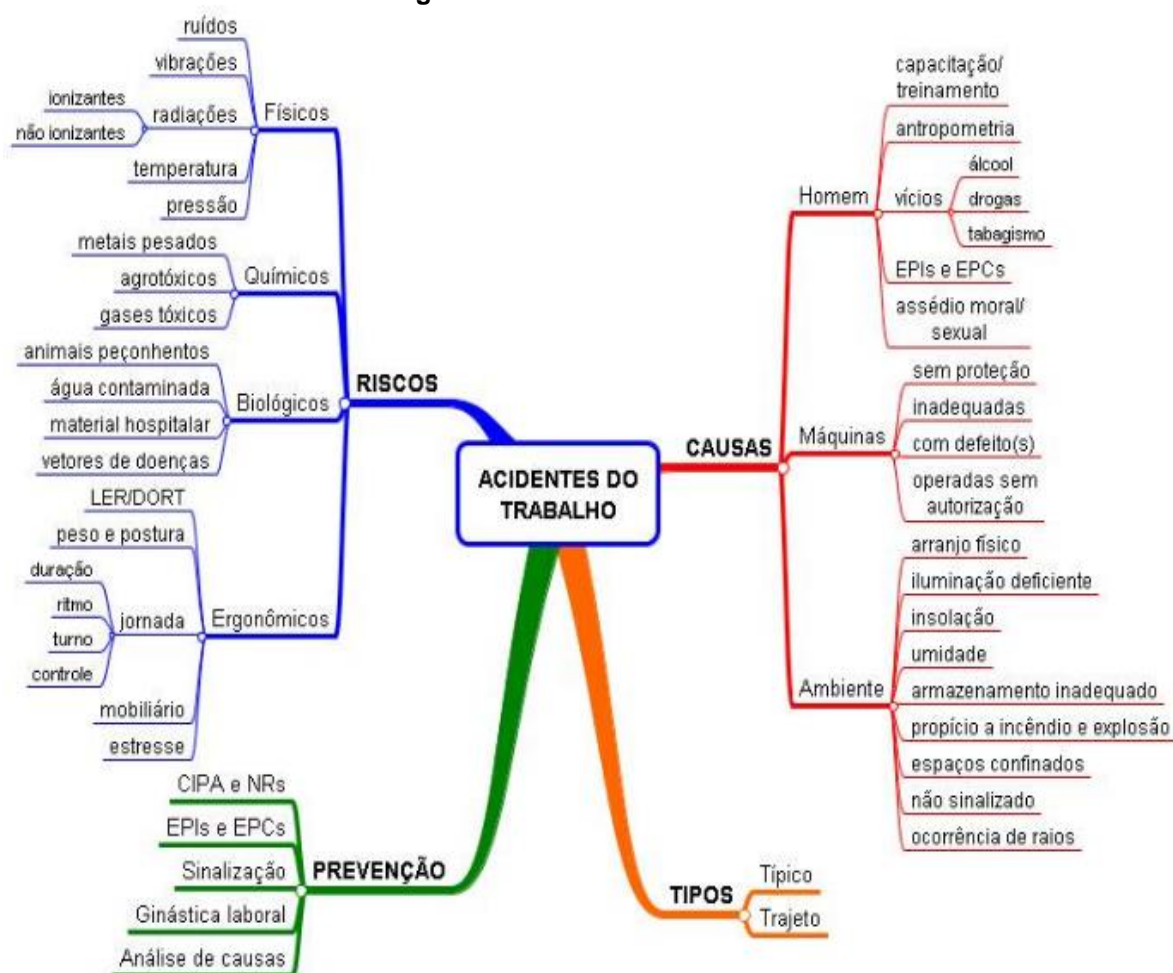 ruídos
vibrações
ionizantes
não ionizantes
radiações
temperatura
pressão
Físicos
metais pesados
agrotóxicos
gases tóxicos
Químicos
animais peçonhentos
água contaminada
material hospitalar
vetores de doenças
Biológicos
LER/DORT
peso e postura
duração
ritmo
turno
controle
jornada
mobiliário
estresse
Ergonômicos
RISCOS
ACIDENTES DO
TRABALHO
CAUSAS
Homem
capacitação/
treinamento
antropometria
vícios
álcool
drogas
tabagismo
EPIs e EPCs
assédio moral/
sexual
Máquinas
sem proteção
inadequadas
com defeito(s)
operadas sem
autorização
Ambiente
arranjo físico
iluminação deficiente
insolação
umidade
armazenamento inadequado
propício a incêndio e explosão
espaços confinados
não sinalizado
ocorrência de raios
CIPA e NRs
EPIs e EPCs
Sinalização
Ginástica laboral
Análise de causas
PREVENÇÃO
TIPOS
Típico
Trajeto